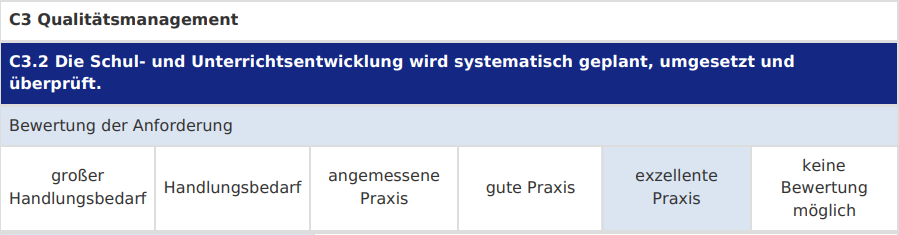 C3 Qualitätsmanagement
C3.2 Die Schul- und Unterrichtsentwicklung wird systematisch geplant, umgesetzt und
überprüft.
Bewertung der Anforderung
großer
Handlungsbedarf
Handlungsbedarf
angemessene
Praxis
gute Praxis
exzellente
Praxis
keine
Bewertung
möglich